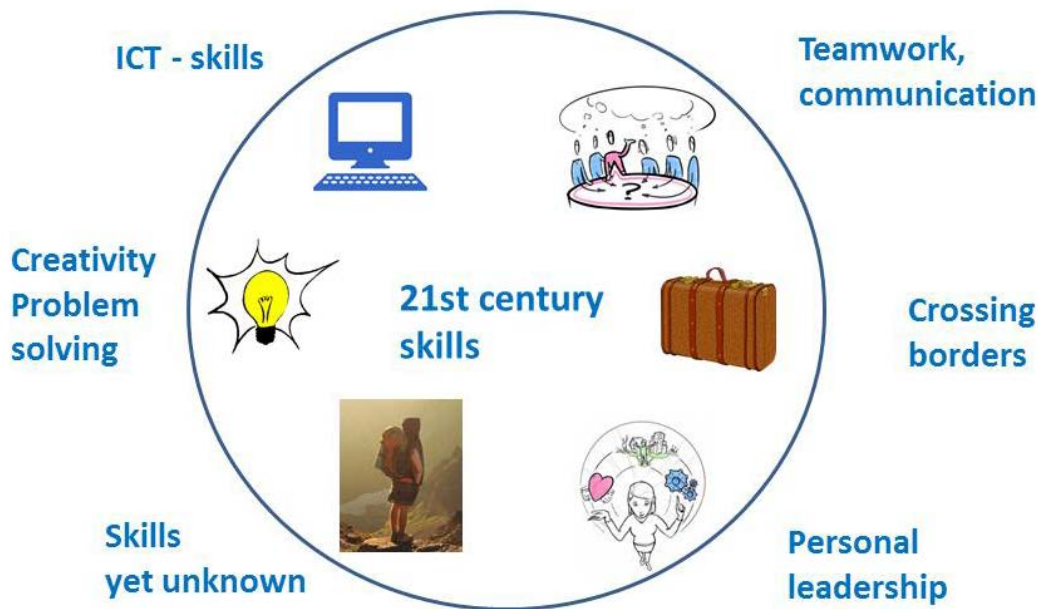 ICT - skills
Teamwork,
communication
Creativity
Problem
solving
21st century
skills
?
Crossing
borders
Skills
yet unknown
Personal
leadership